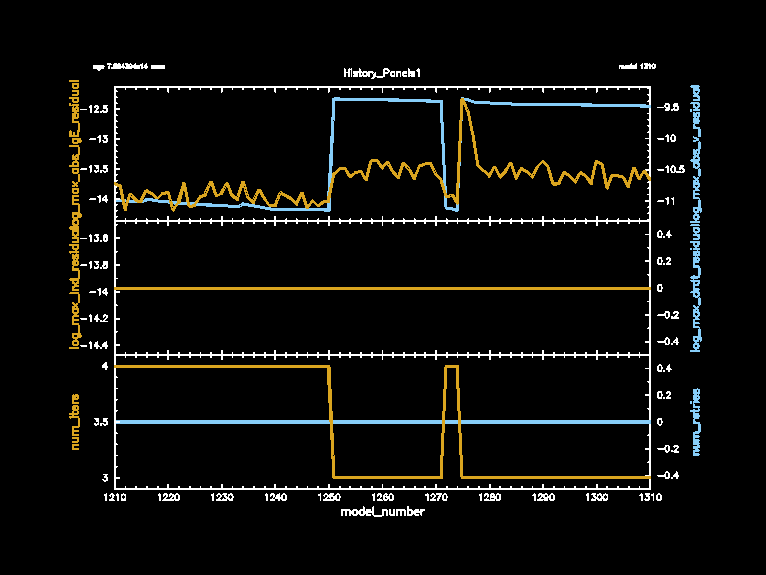 model 1310
History_Panels1
-12.5
-13
-13.5
-14
-9.5
-10
-10.5
-11
log_max_abs_lgE_residual
log_max_abs_v_residual
-13.6
-13.8
-14
-14.2
-14.4
0.4
0.2
0
-0.2
-0.4
log_max_lnd_residual
log_max_drdt_residual
4
3.5
3
0.4
0.2
0
-0.2
-0.4
num_iters
num_retries
1210 1220 1230 1240 1250 1260 1270 1280 1290 1300 1310
model_number